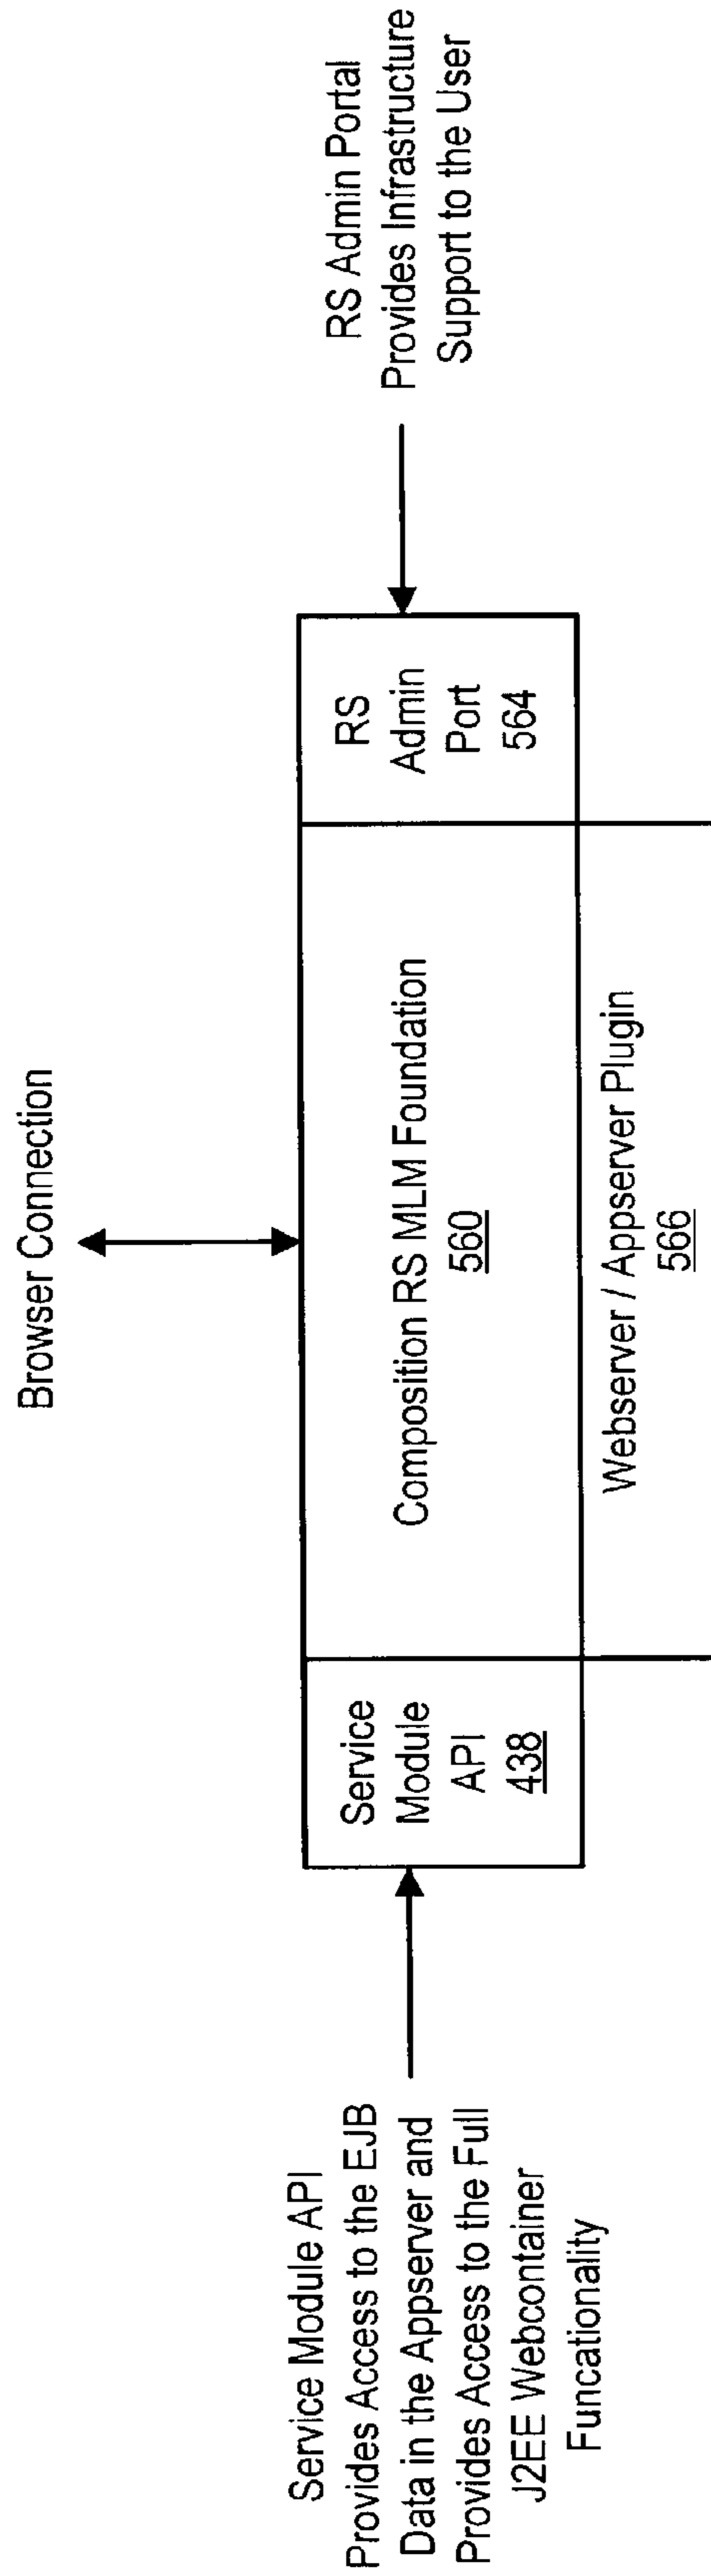 Browser Connection
Service Module API
Provides Access to the EJB
Data in the Appserver and
Provides Access to the Full
J2EE Webcontainer
Funcationality
Service
Module
API
438
Composition RS MLM Foundation
560
RS
Admin
Port
564
RS Admin Portal
Provides Infrastructure
Support to the User
Webserver / Appserver Plugin
566